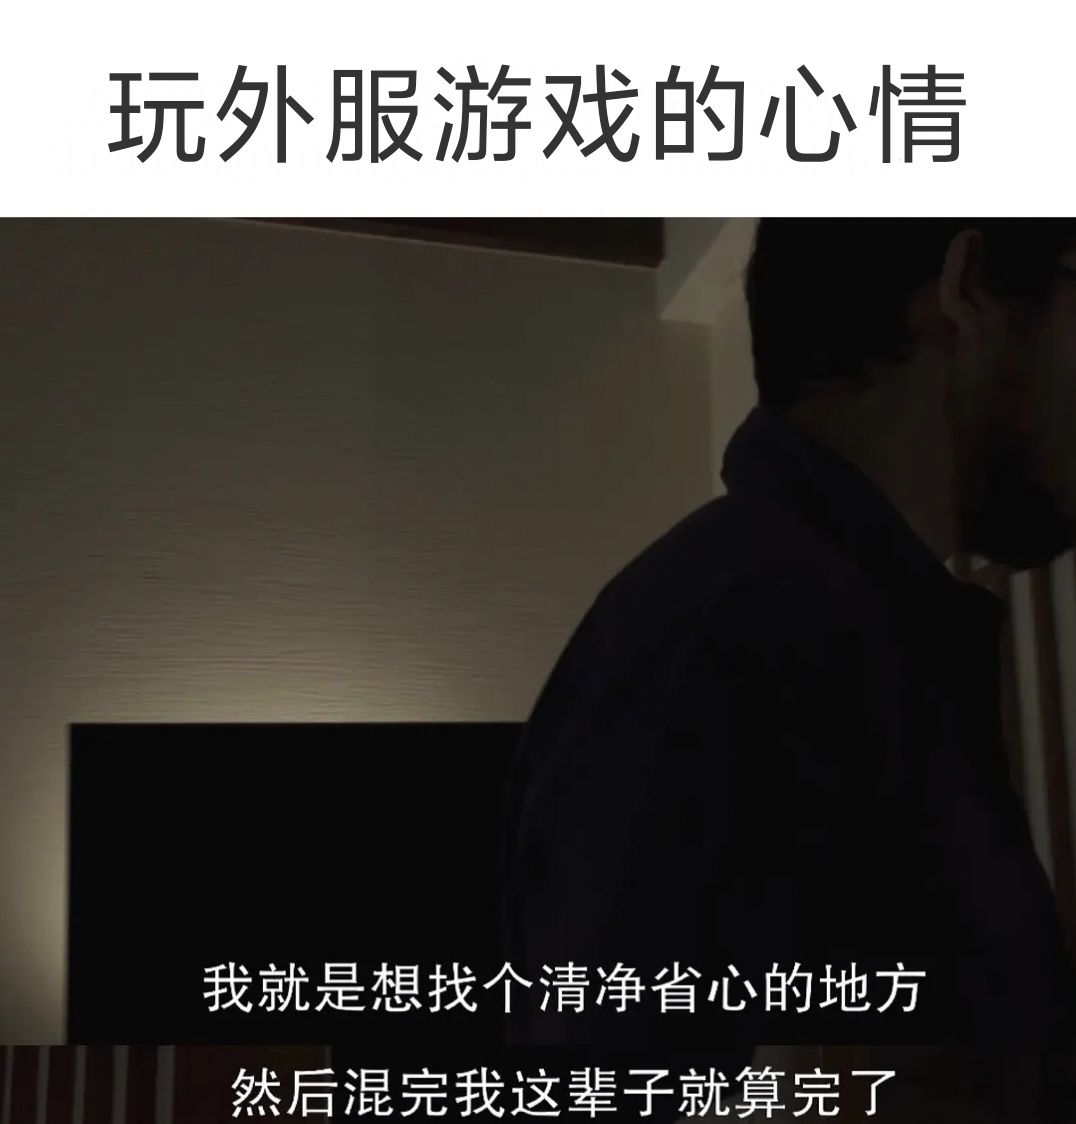 玩外服游戏的心情
我就是想找个清净省心的地方
然后混完我这辈子就算完了